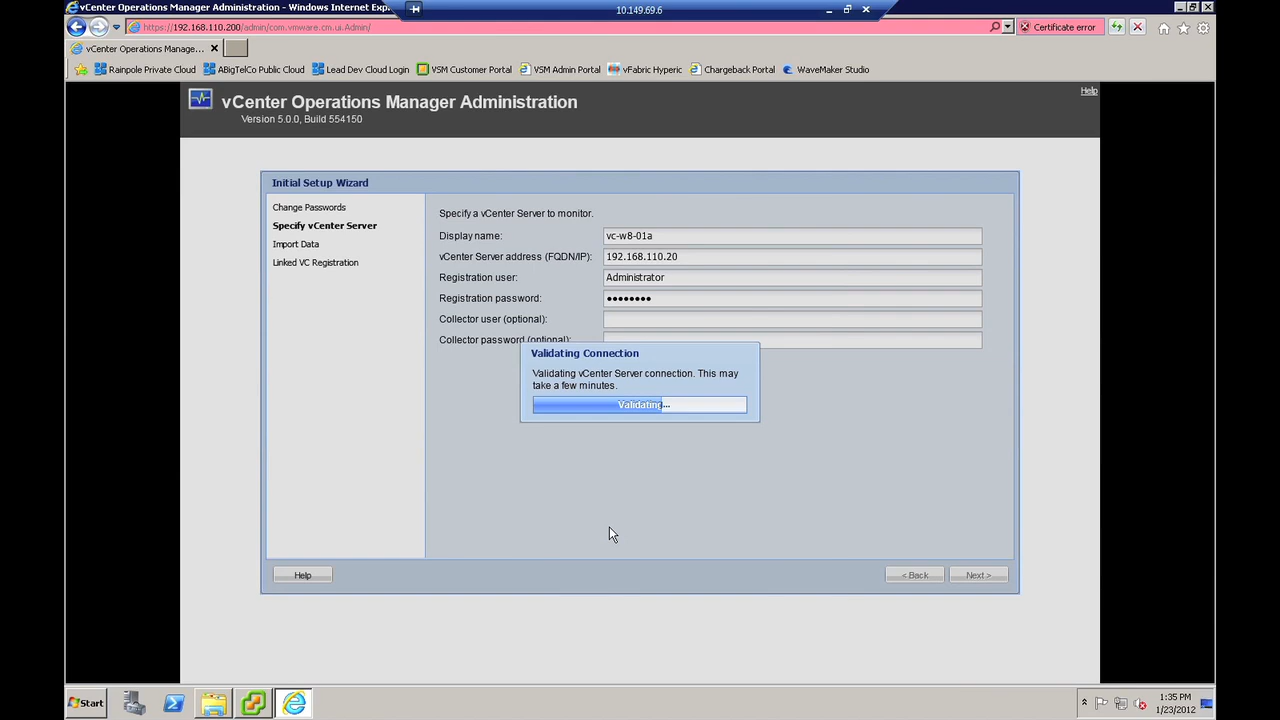 vCenter Operations Manager Administration - Windows Internet Exp
10.149.69.6
https://192.168.110.200/admin/com.vmware.cm.ui.Admin/
Certificate error
vCenter Operations Manage...
Rainpole Private Cloud
ABigTelCo Public Cloud
Lead Dev Cloud Login
VSM Customer Portal
VSM Admin Portal
vFabric Hyperic
Chargeback Portal
WaveMaker Studio
vCenter Operations Manager Administration
Version 5.0.0, Build 554150
Help
Initial Setup Wizard
Change Passwords
Specify vCenter Server
Import Data
Linked VC Registration
Specify a vCenter Server to monitor.
Display name: vc-w8-01a
vCenter Server address (FQDN/IP): 192.168.110.20
Registration user: Administrator
Registration password: ●●●●●●●●
Collector user (optional):
Collector password (optional):
Validating Connection
Validating vCenter Server connection. This may
take a few minutes.
Validating...
Help
< Back
Next >
Start
1:35 PM
1/23/2012